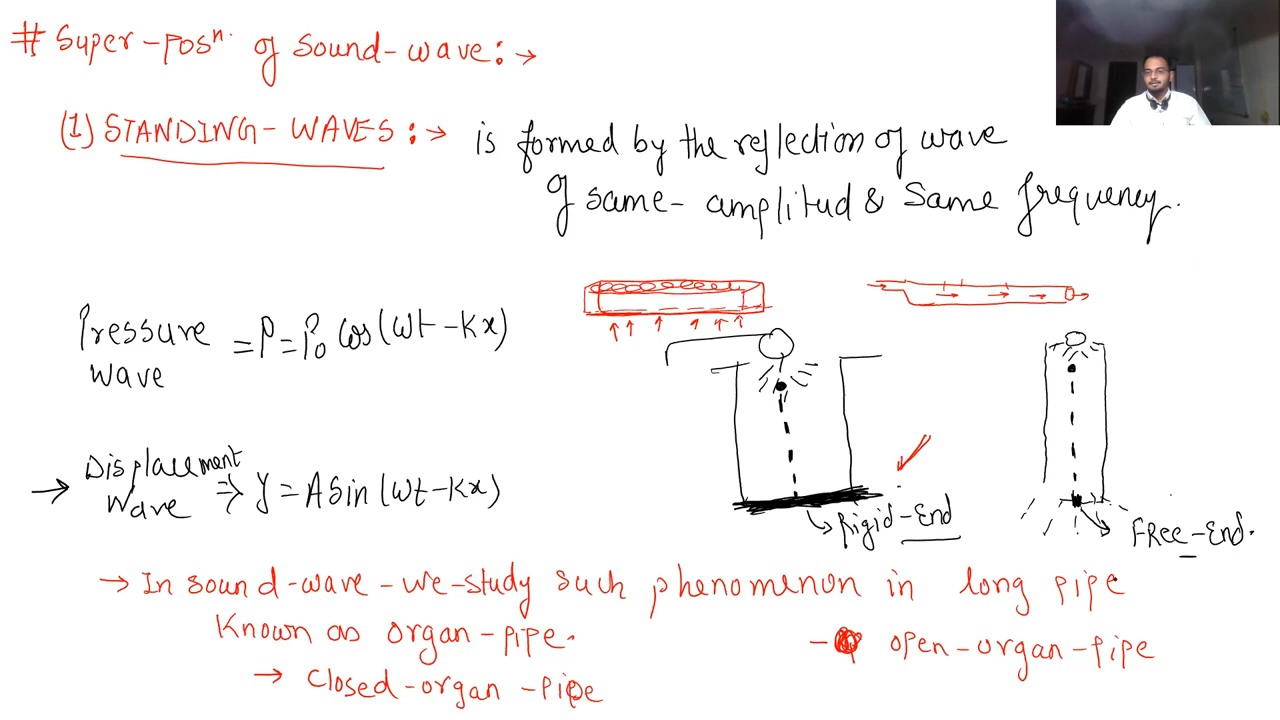 # Super-posⁿ. of sound-wave:→
(1) STANDING-WAVES:→ is formed by the reflection of wave
of same-amplitud & Same frequency.
Pressure wave = P = P₀ cos(ωt-Kx)
→ Displacement wave ⇒ y = A sin(ωt-Kx)
Rigid-End
FREE-End.
→ In sound-wave-we-study such phenomenon in long pipe
Known as organ-pipe.
→ closed-organ-pipe
- open-organ-pipe